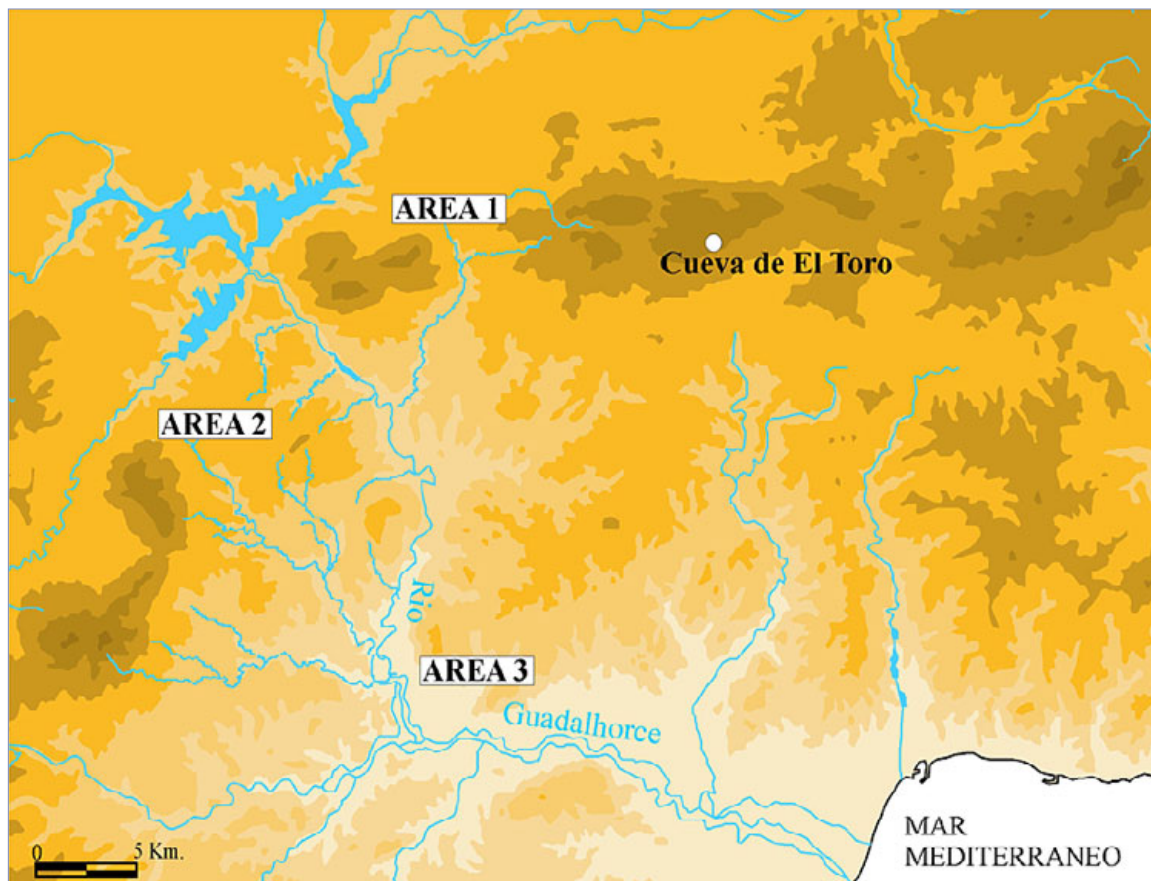 AREA 1
Cueva de El Toro
AREA 2
Rio
AREA 3
Guadalhorce
MAR
MEDITERRANEO
0 5 Km.